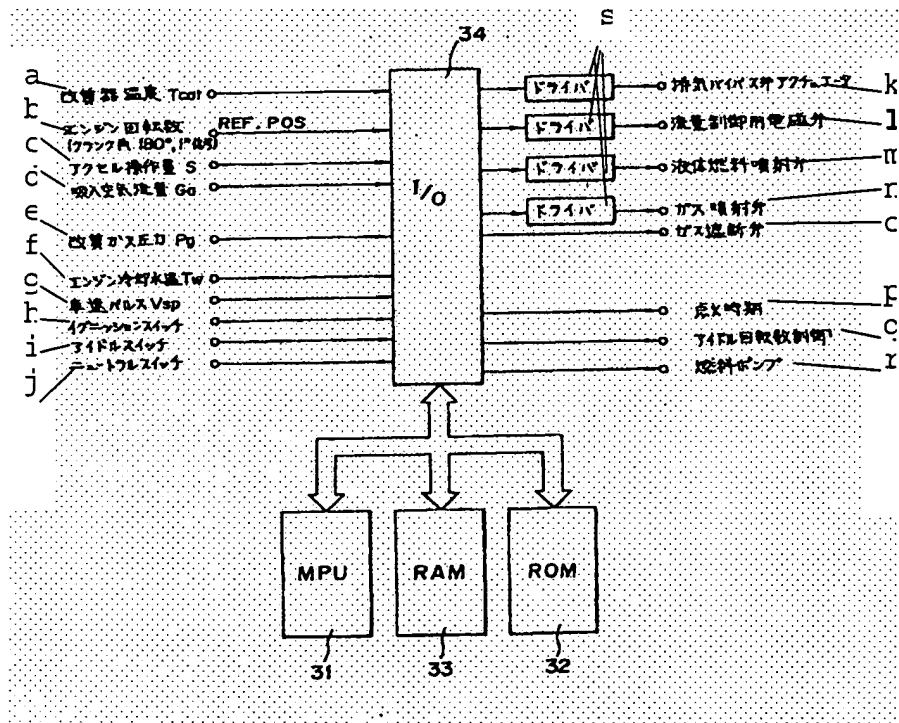 s
34
a
改質器温度 Tcat
ドライバ
排気バイパス弁アクチュエータ
k
b
エンジン回転数
REF. POS
(クランク角 180°, 1°信号)
ドライバ
流量制御用電磁弁
l
c
アクセル操作量 S
I/O
ドライバ
液体燃料噴射弁
m
d
吸入空気流量 Ga
ドライバ
ガス噴射弁
n
e
改質ガス圧力 Pg
ガス遮断弁
o
f
エンジン冷却水温 Tw
g
車速パルス Vsp
点火時期
p
h
イグニッションスイッチ
i
アイドルスイッチ
アイドル回転数制御
q
j
ニュートラルスイッチ
燃料ポンプ
r
MPU
RAM
ROM
31
33
32